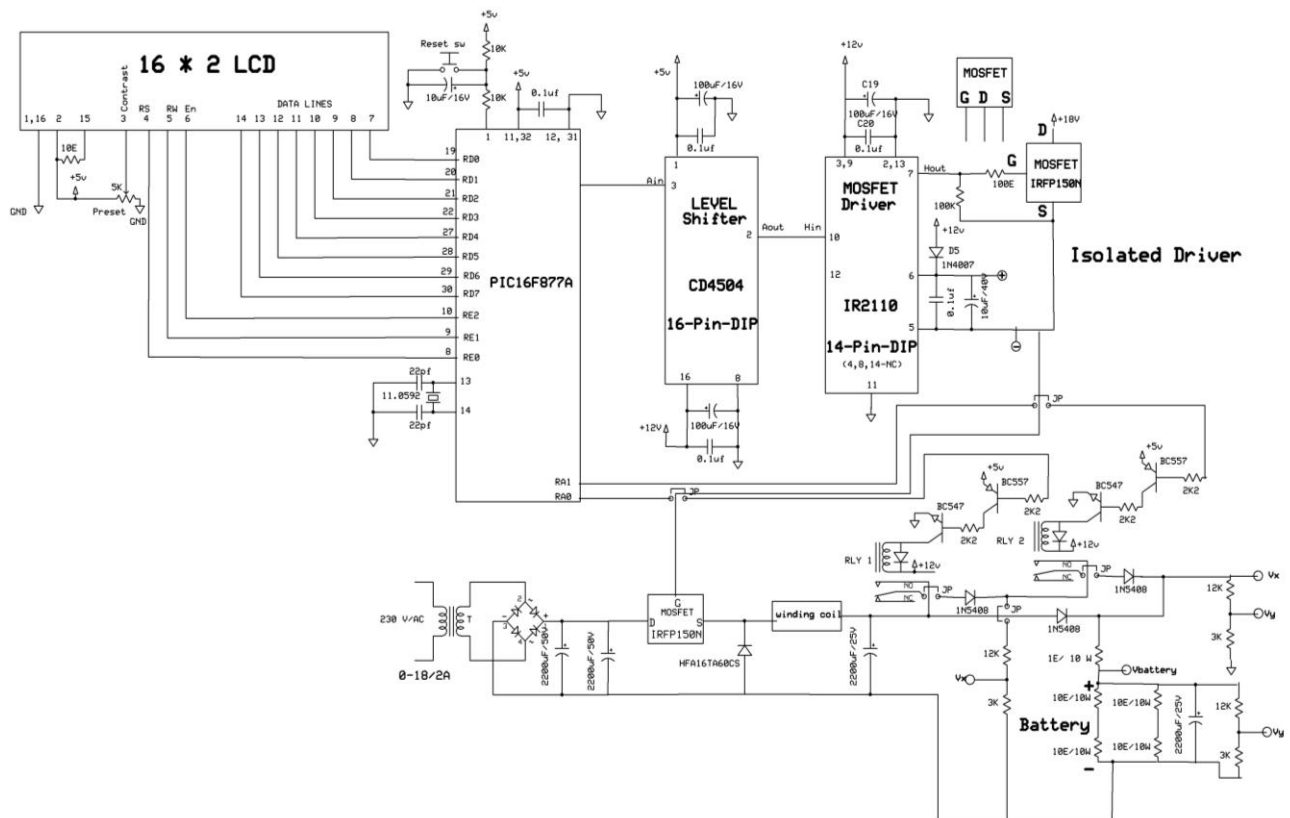 16 * 2 LCD
Contrast
RS RW En
DATA LINES
1,16 2 15 3 4 5 6 14 13 12 11 10 9 8 7
10E
+5v
5K
Preset
GND
GND
+5v
Reset sw
10K
10uF/16V
10K
+5v
0.1uf
1 11,32 12, 31
19 RD0
20 RD1
21 RD2
22 RD3
27 RD4
28 RD5
29 RD6
30 RD7
10 RE2
9 RE1
8 RE0
13
14
22pf
11.0592
22pf
PIC16F877A
RA1
RA0
+5v
100uF/16V
0.1uf
1
Ain
3
LEVEL
Shifter
2
Aout
CD4504
16-Pin-DIP
16 8
+12V
100uF/16V
0.1uf
+12v
C19
100uF/16V
C20
0.1uf
3,9 2,13
7
MOSFET
Driver
Hin
10
12
6
IR2110
5
14-Pin-DIP
(4,8,14-NC)
11
Hout
100E
100K
+12v
D5
1N4007
0.1uf
10uF/40V
+
-
MOSFET
G D S
D
+18V
G
MOSFET
IRFP150N
S
Isolated Driver
JP
JP
+5v
BC557
BC547
2K2
2K2
RLY 1
+12v
+5v
BC557
BC547
2K2
2K2
RLY 2
+12v
NO
NC
JP
1N5408
NO
NC
JP
1N5408
JP
1N5408
Vx
12K
Vy
3K
230 V/AC
T
0-18/2A
2
-
-
3
+
4
2200uF/50V
2200uF/50V
G
MOSFET
D S
IRFP150N
HFA16TA60CS
winding coil
2200uF/25V
12K
Vx
3K
1E/ 10 W
Vbattery
+
10E/10W
10E/10W
Battery
10E/10W
10E/10W
-
2200uF/25V
12K
Vy
3K